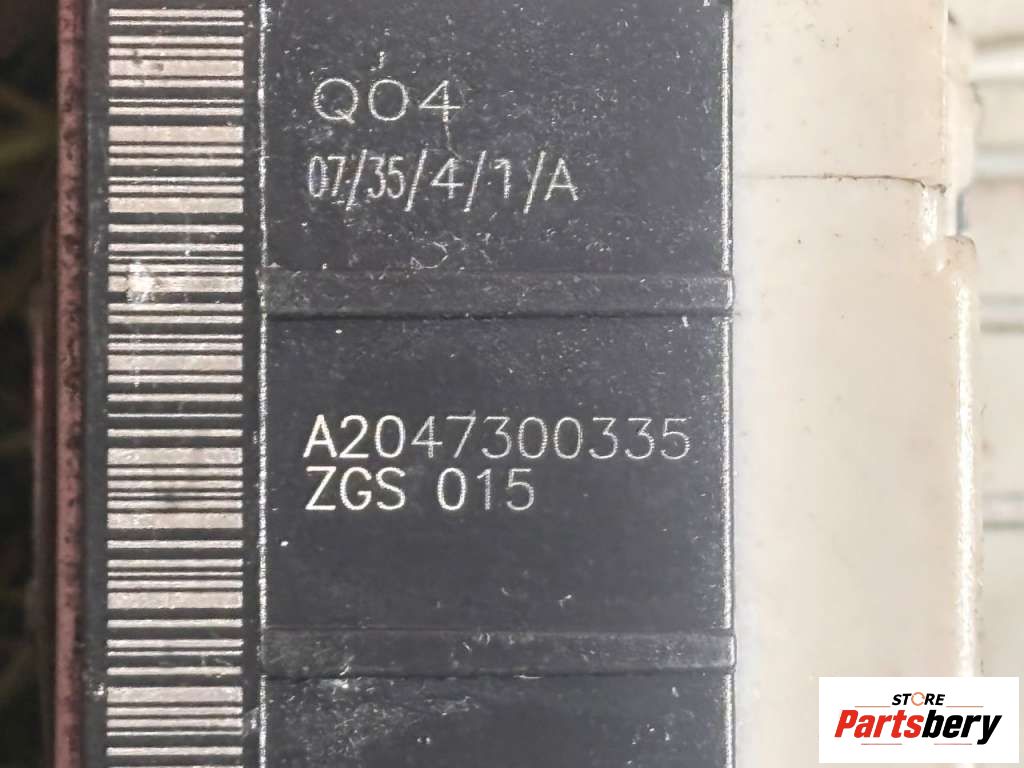 Q04
07/35/4/1/A
A2047300335
ZGS 015
STORE
Partsbery